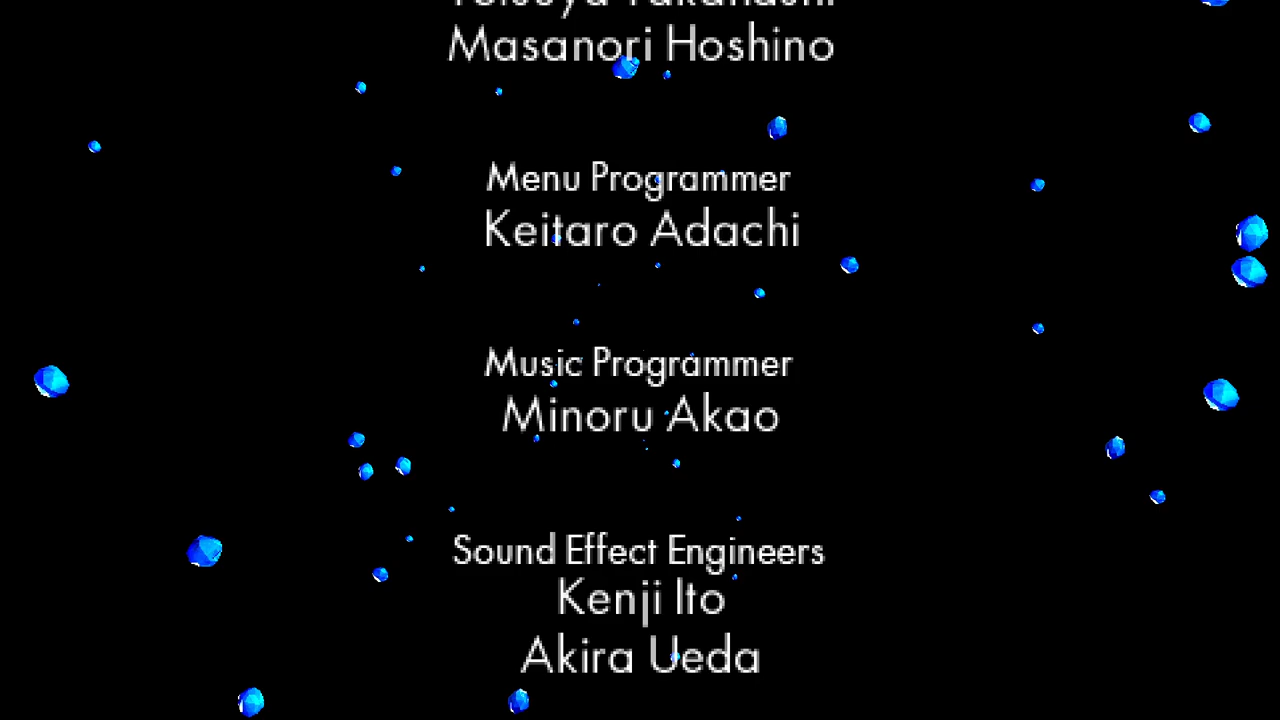 Masanori Hoshino
Menu Programmer
Keitaro Adachi
Music Programmer
Minoru Akao
Sound Effect Engineers
Kenji Ito
Akira Ueda